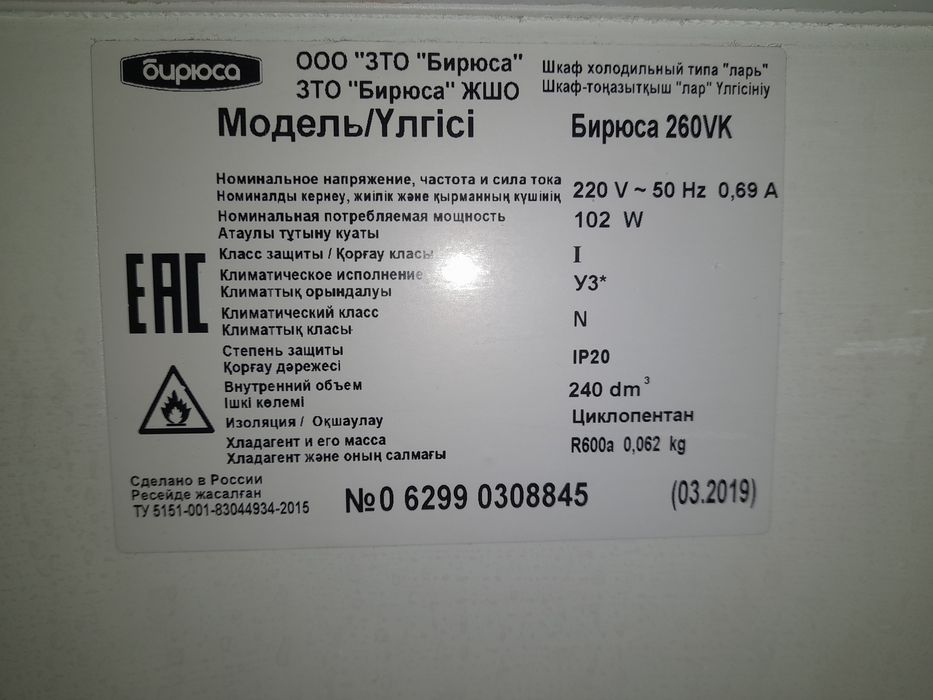 бирюса
ООО "ЗТО "Бирюса"
ЗТО "Бирюса" ЖШО
Шкаф холодильный типа "ларь"
Шкаф-тоңазытқыш "лар" Үлгісініу
Модель/Үлгісі Бирюса 260VK
Номинальное напряжение, частота и сила тока
Номиналды кернеу, жиілік және қырманның күшінің
220 V ~ 50 Hz 0,69 A
Номинальная потребляемая мощность
Атаулы тұтыну куаты
102 W
Класс защиты / Қорғау класы I
Климатическое исполнение
Климаттық орындалуы
У3*
Климатический класс
Климаттық класы
N
Степень защиты
Қорғау дәрежесі
IP20
Внутренний объем
Ішкі көлемі
240 dm³
Изоляция / Оқшаулау Циклопентан
Хладагент и его масса
Хладагент және оның салмағы
R600a 0,062 kg
EAC
Сделано в России
Ресейде жасалған
ТУ 5151-001-83044934-2015
№0 6299 0308845
(03.2019)